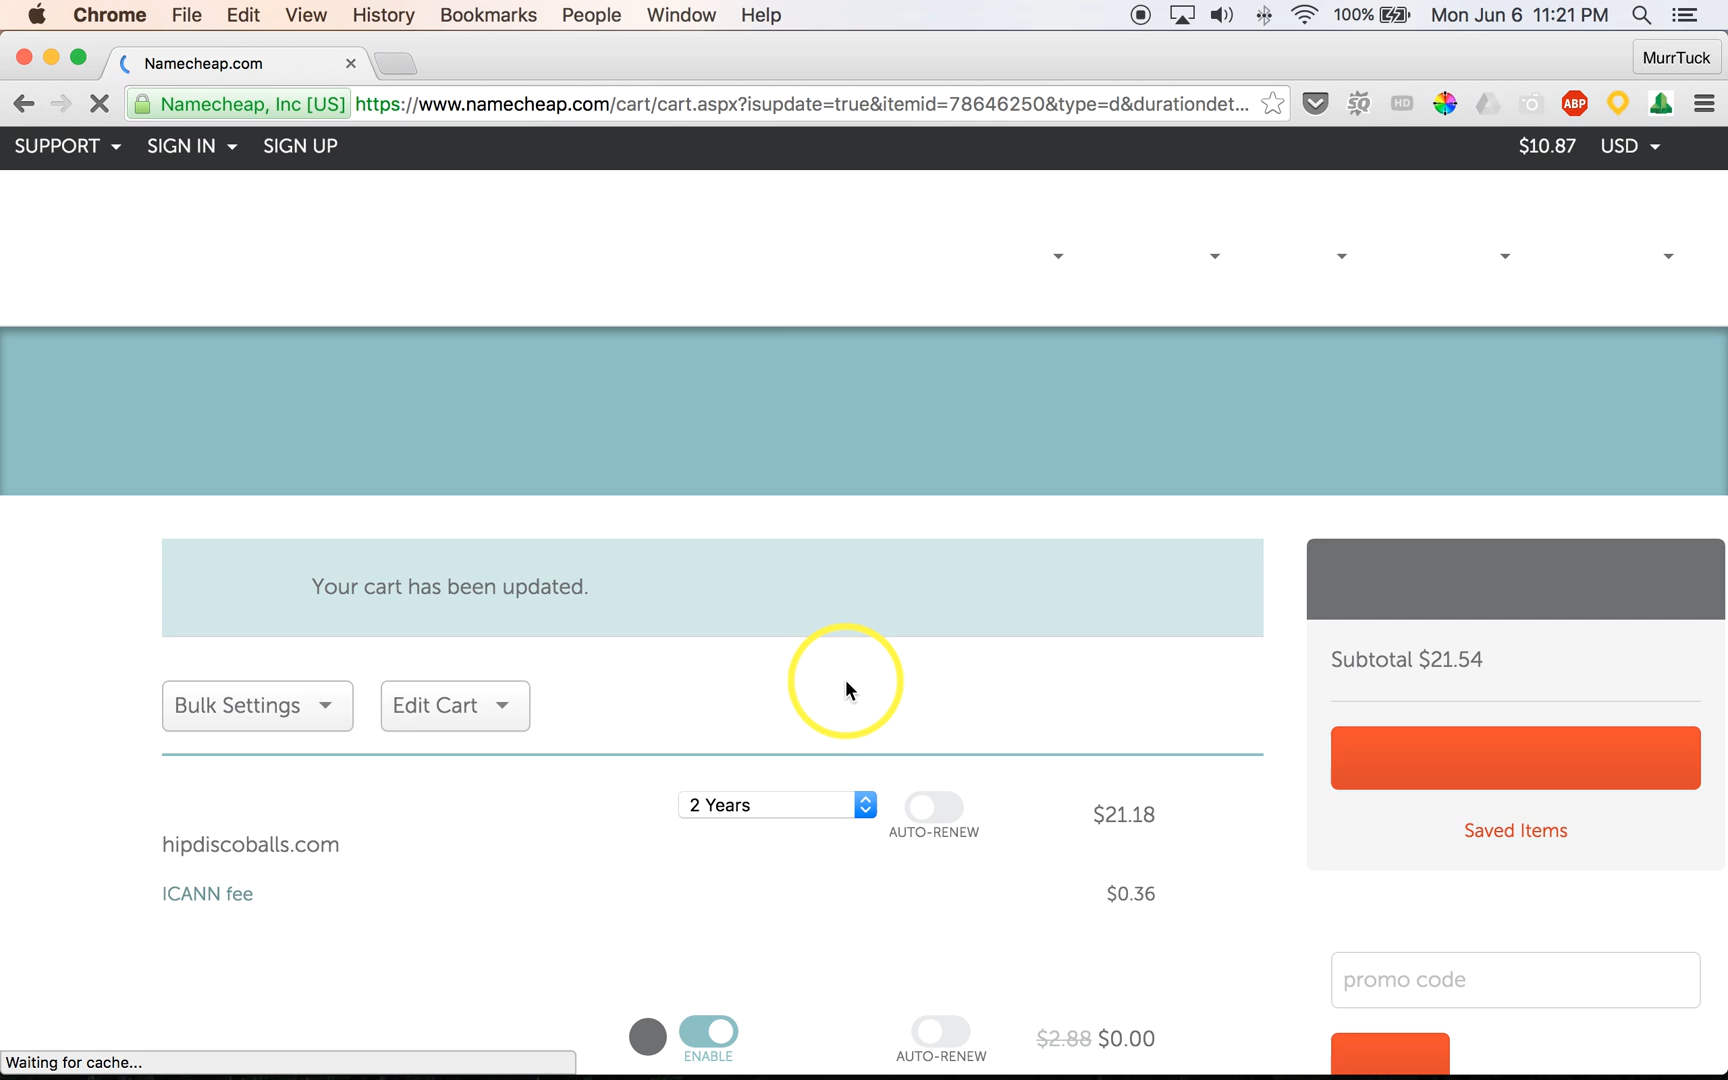 Chrome File Edit View History Bookmarks People Window Help 100% Mon Jun 6 11:21 PM
Namecheap.com MurrTuck
Namecheap, Inc [US] https://www.namecheap.com/cart/cart.aspx?isupdate=true&itemid=78646250&type=d&durationdet... SQ HD ABP
SUPPORT SIGN IN SIGN UP $10.87 USD
Your cart has been updated.
Subtotal $21.54
Bulk Settings Edit Cart
2 Years $21.18
AUTO-RENEW Saved Items
hipdiscoballs.com
ICANN fee $0.36
promo code
$2.88 $0.00
ENABLE AUTO-RENEW
Waiting for cache...